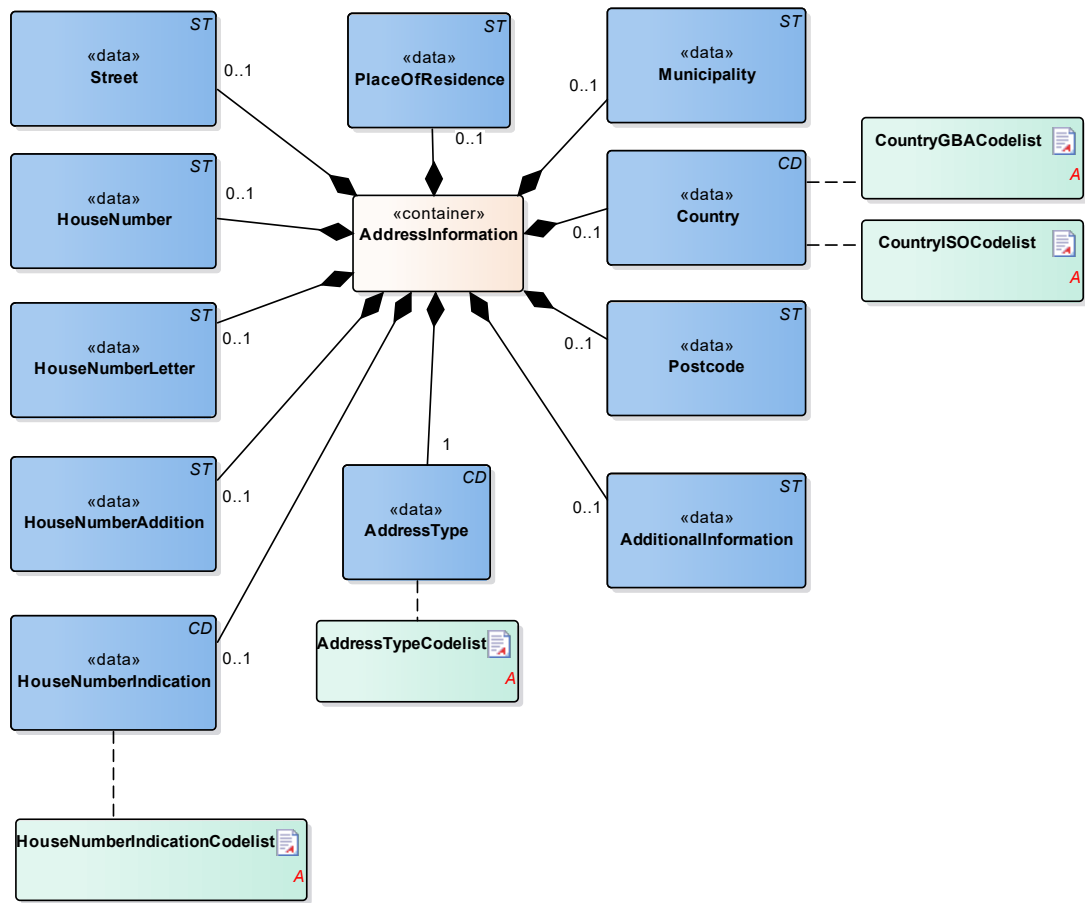 ST
«data»
Street
0..1
ST
«data»
PlaceOfResidence
0..1
ST
«data»
Municipality
0..1
ST
«data»
HouseNumber
0..1
«container»
AddressInformation
CD
«data»
Country
0..1
CountryGBACodelist
A
CountryISOCodelist
A
ST
«data»
HouseNumberLetter
0..1
ST
«data»
Postcode
0..1
ST
«data»
HouseNumberAddition
0..1
1
CD
«data»
AddressType
ST
«data»
AdditionalInformation
0..1
CD
«data»
HouseNumberIndication
0..1
AddressTypeCodelist
A
HouseNumberIndicationCodelist
A